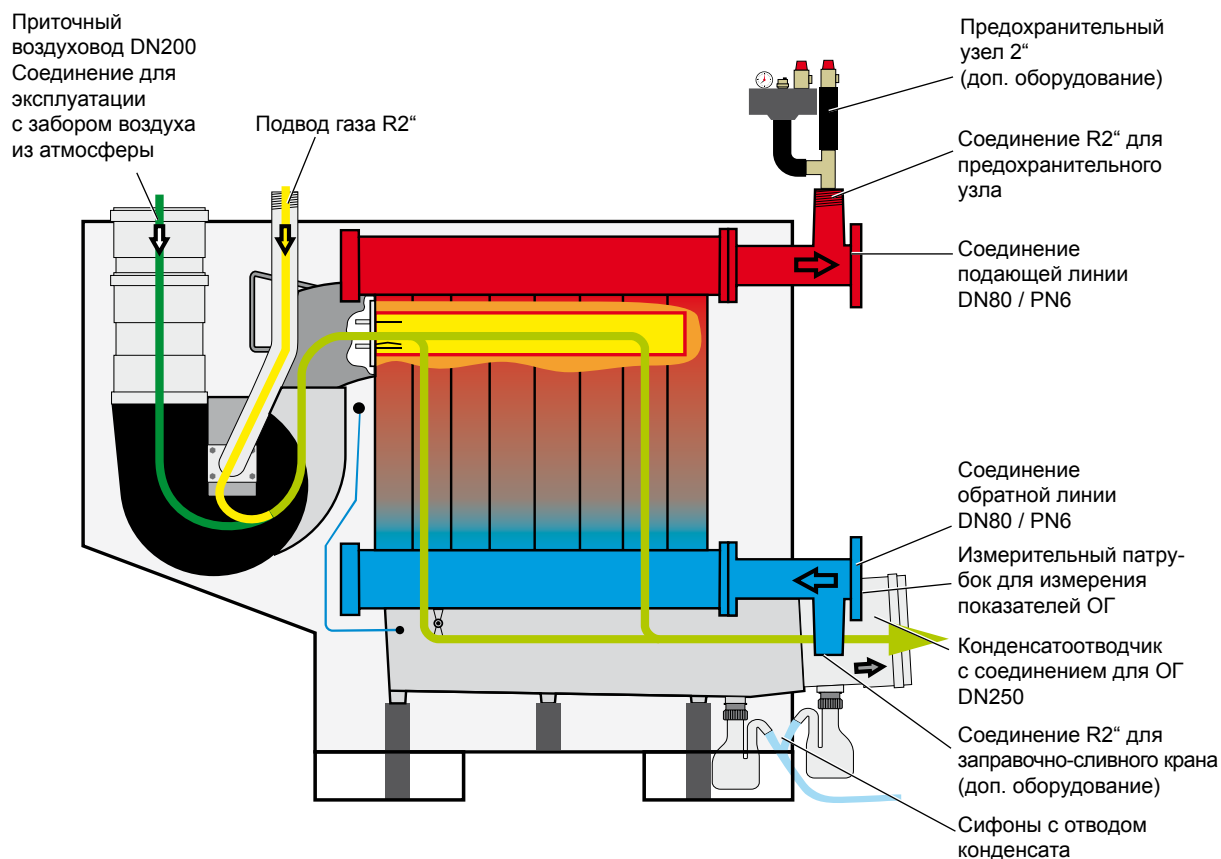 Приточный
воздуховод DN200
Соединение для
эксплуатации
с забором воздуха
из атмосферы
Подвод газа R2“
Предохранительный
узел 2“
(доп. оборудование)
Соединение R2“ для
предохранительного
узла
Соединение
подающей линии
DN80 / PN6
Соединение
обратной линии
DN80 / PN6
Измерительный патру-
бок для измерения
показателей ОГ
Конденсатоотводчик
с соединением для ОГ
DN250
Соединение R2“ для
заправочно-сливного крана
(доп. оборудование)
Сифоны с отводом
конденсата